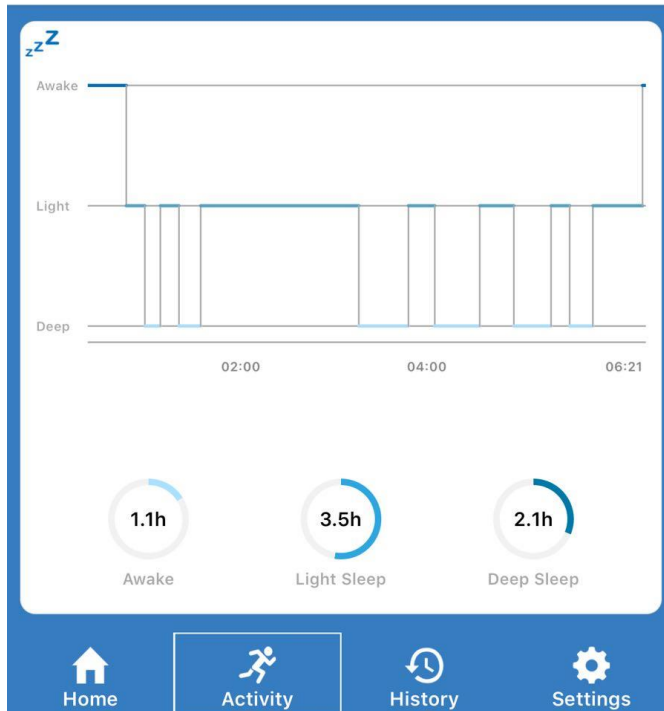 zzZ
Awake
Light
Deep
02:00 04:00 06:21
1.1h 3.5h 2.1h
Awake Light Sleep Deep Sleep
Home Activity History Settings